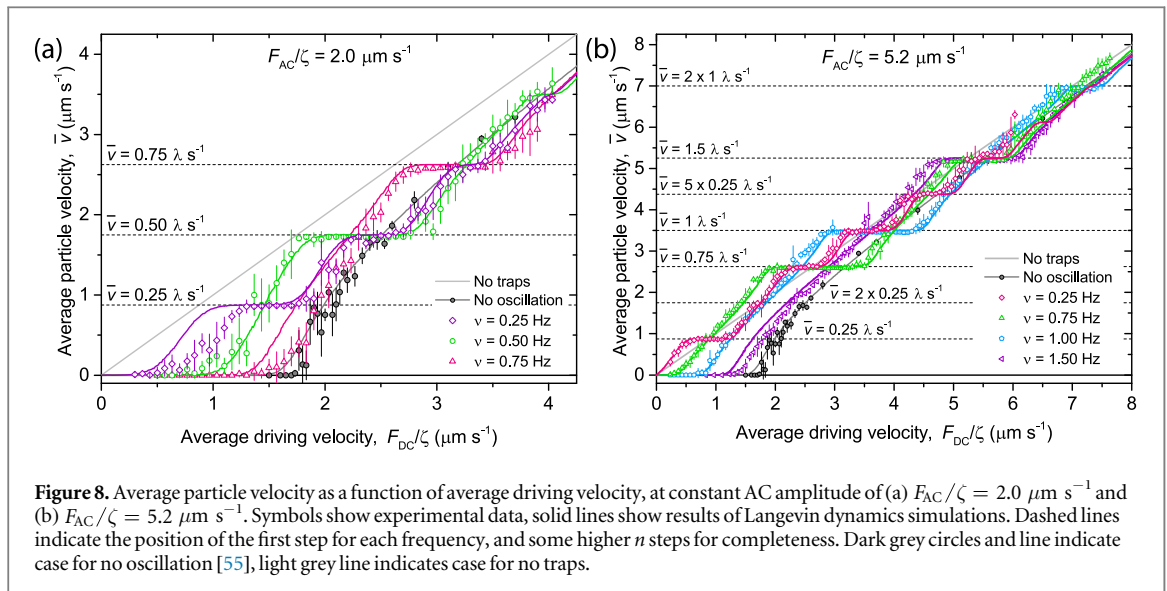 (a)
F_AC/ζ = 2.0 μm s⁻¹
Average particle velocity, v̄ (μm s⁻¹)
4
3
2
1
0
v̄ = 0.75 λ s⁻¹
v̄ = 0.50 λ s⁻¹
v̄ = 0.25 λ s⁻¹
No traps
No oscillation
ν = 0.25 Hz
ν = 0.50 Hz
ν = 0.75 Hz
0 1 2 3 4
Average driving velocity, F_DC/ζ (μm s⁻¹)
(b)
F_AC/ζ = 5.2 μm s⁻¹
Average particle velocity, v̄ (μm s⁻¹)
8
7
6
5
4
3
2
1
0
v̄ = 2 x 1 λ s⁻¹
v̄ = 1.5 λ s⁻¹
v̄ = 5 x 0.25 λ s⁻¹
v̄ = 1 λ s⁻¹
v̄ = 0.75 λ s⁻¹
v̄ = 2 x 0.25 λ s⁻¹
v̄ = 0.25 λ s⁻¹
No traps
No oscillation
ν = 0.25 Hz
ν = 0.75 Hz
ν = 1.00 Hz
ν = 1.50 Hz
0 1 2 3 4 5 6 7 8
Average driving velocity, F_DC/ζ (μm s⁻¹)
Figure 8. Average particle velocity as a function of average driving velocity, at constant AC amplitude of (a) F_AC/ζ = 2.0 μm s⁻¹ and
(b) F_AC/ζ = 5.2 μm s⁻¹. Symbols show experimental data, solid lines show results of Langevin dynamics simulations. Dashed lines
indicate the position of the first step for each frequency, and some higher n steps for completeness. Dark grey circles and line indicate
case for no oscillation [55], light grey line indicates case for no traps.